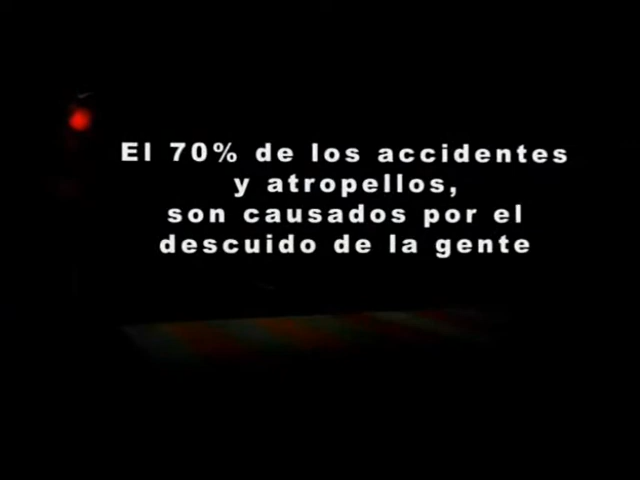 El 70% de los accidentes
y atropellos,
son causados por el
descuido de la gente